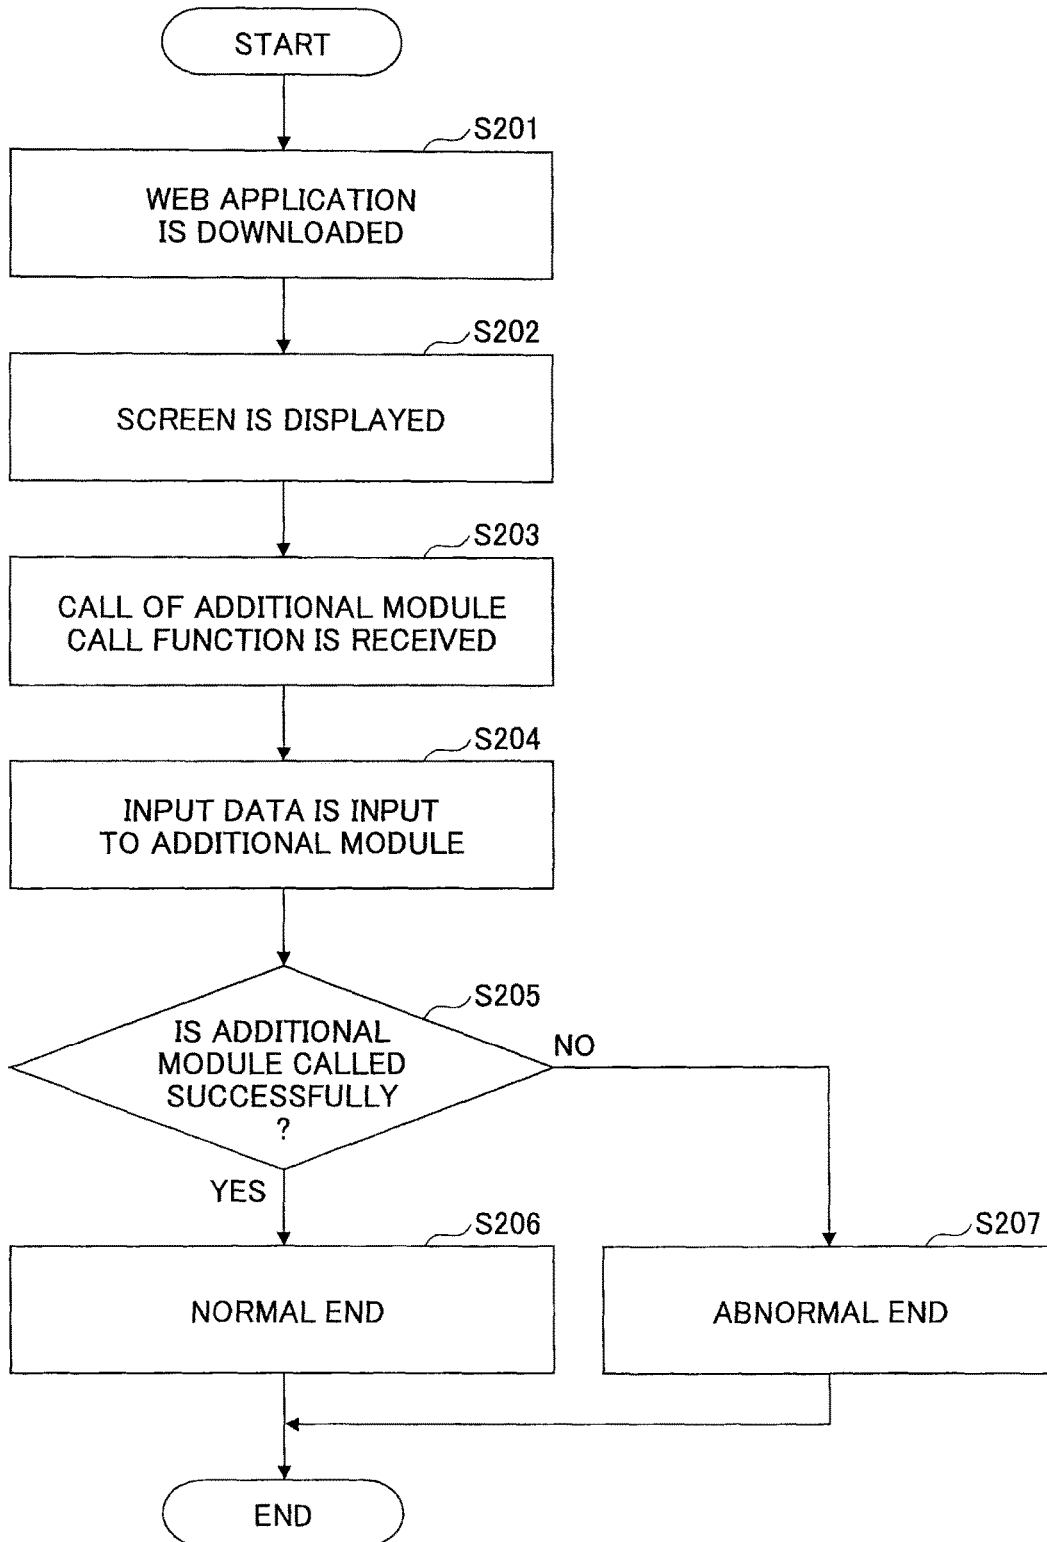 START
S201
WEB APPLICATION
IS DOWNLOADED
S202
SCREEN IS DISPLAYED
S203
CALL OF ADDITIONAL MODULE
CALL FUNCTION IS RECEIVED
S204
INPUT DATA IS INPUT
TO ADDITIONAL MODULE
S205
IS ADDITIONAL
MODULE CALLED
SUCCESSFULLY
?
NO
YES
S206
NORMAL END
S207
ABNORMAL END
END